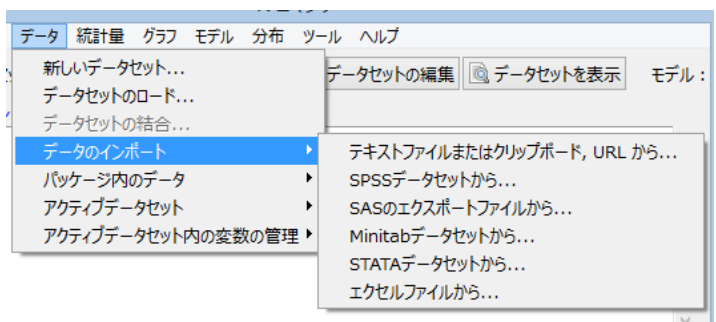 データ 統計量 グラフ モデル 分布 ツール ヘルプ
新しいデータセット...
データセットの編集 データセットを表示 モデル:
データセットのロード...
データセットの結合...
データのインポート
テキストファイルまたはクリップボード, URL から...
パッケージ内のデータ
SPSSデータセットから...
アクティブデータセット
SASのエクスポートファイルから...
アクティブデータセット内の変数の管理
Minitabデータセットから...
STATAデータセットから...
エクセルファイルから...